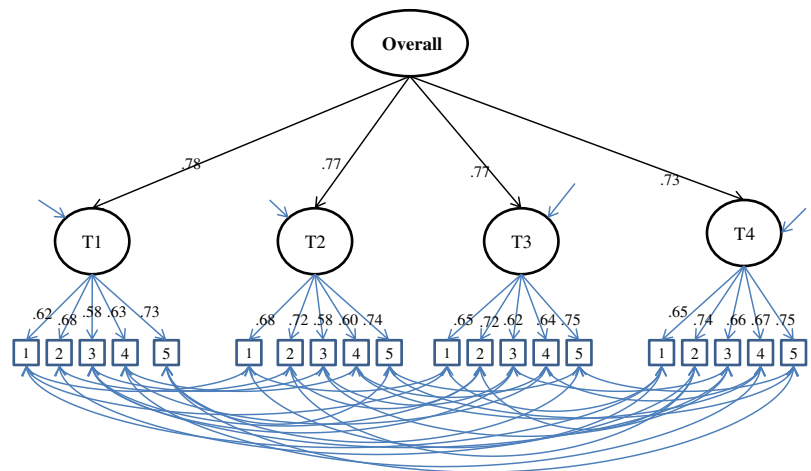 Overall
.78 .77 .77 .73
T1 T2 T3 T4
.62 .68 .58 .63 .73 .68 .72 .58 .60 .74 .65 .72 .62 .64 .75 .65 .74 .66 .67 .75
1 2 3 4 5 1 2 3 4 5 1 2 3 4 5 1 2 3 4 5